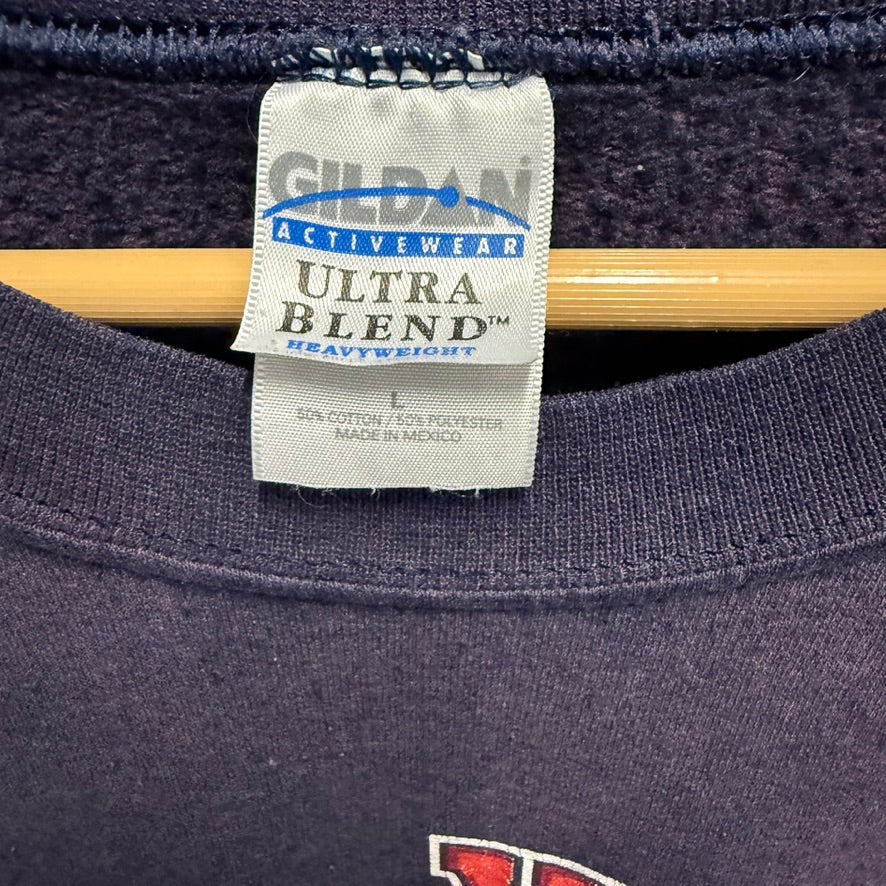 GILDAN
ACTIVEWEAR
ULTRA
BLEND™
HEAVYWEIGHT
L
50% COTTON / 50% POLYESTER
MADE IN MEXICO